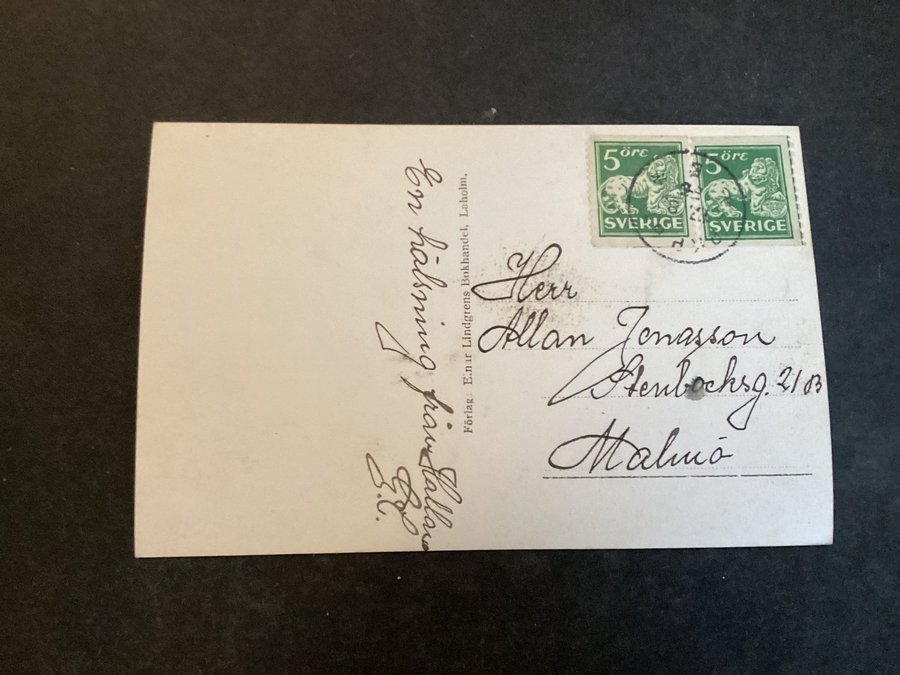 5 ÖRE
SVERIGE
5 ÖRE
SVERIGE
Herr
Allan Jonasson
Stenbocksg. 21 B
Malmö
Förlag: Einar Lindgrens Bokhandel, Laholm.
En hälsning från Halland